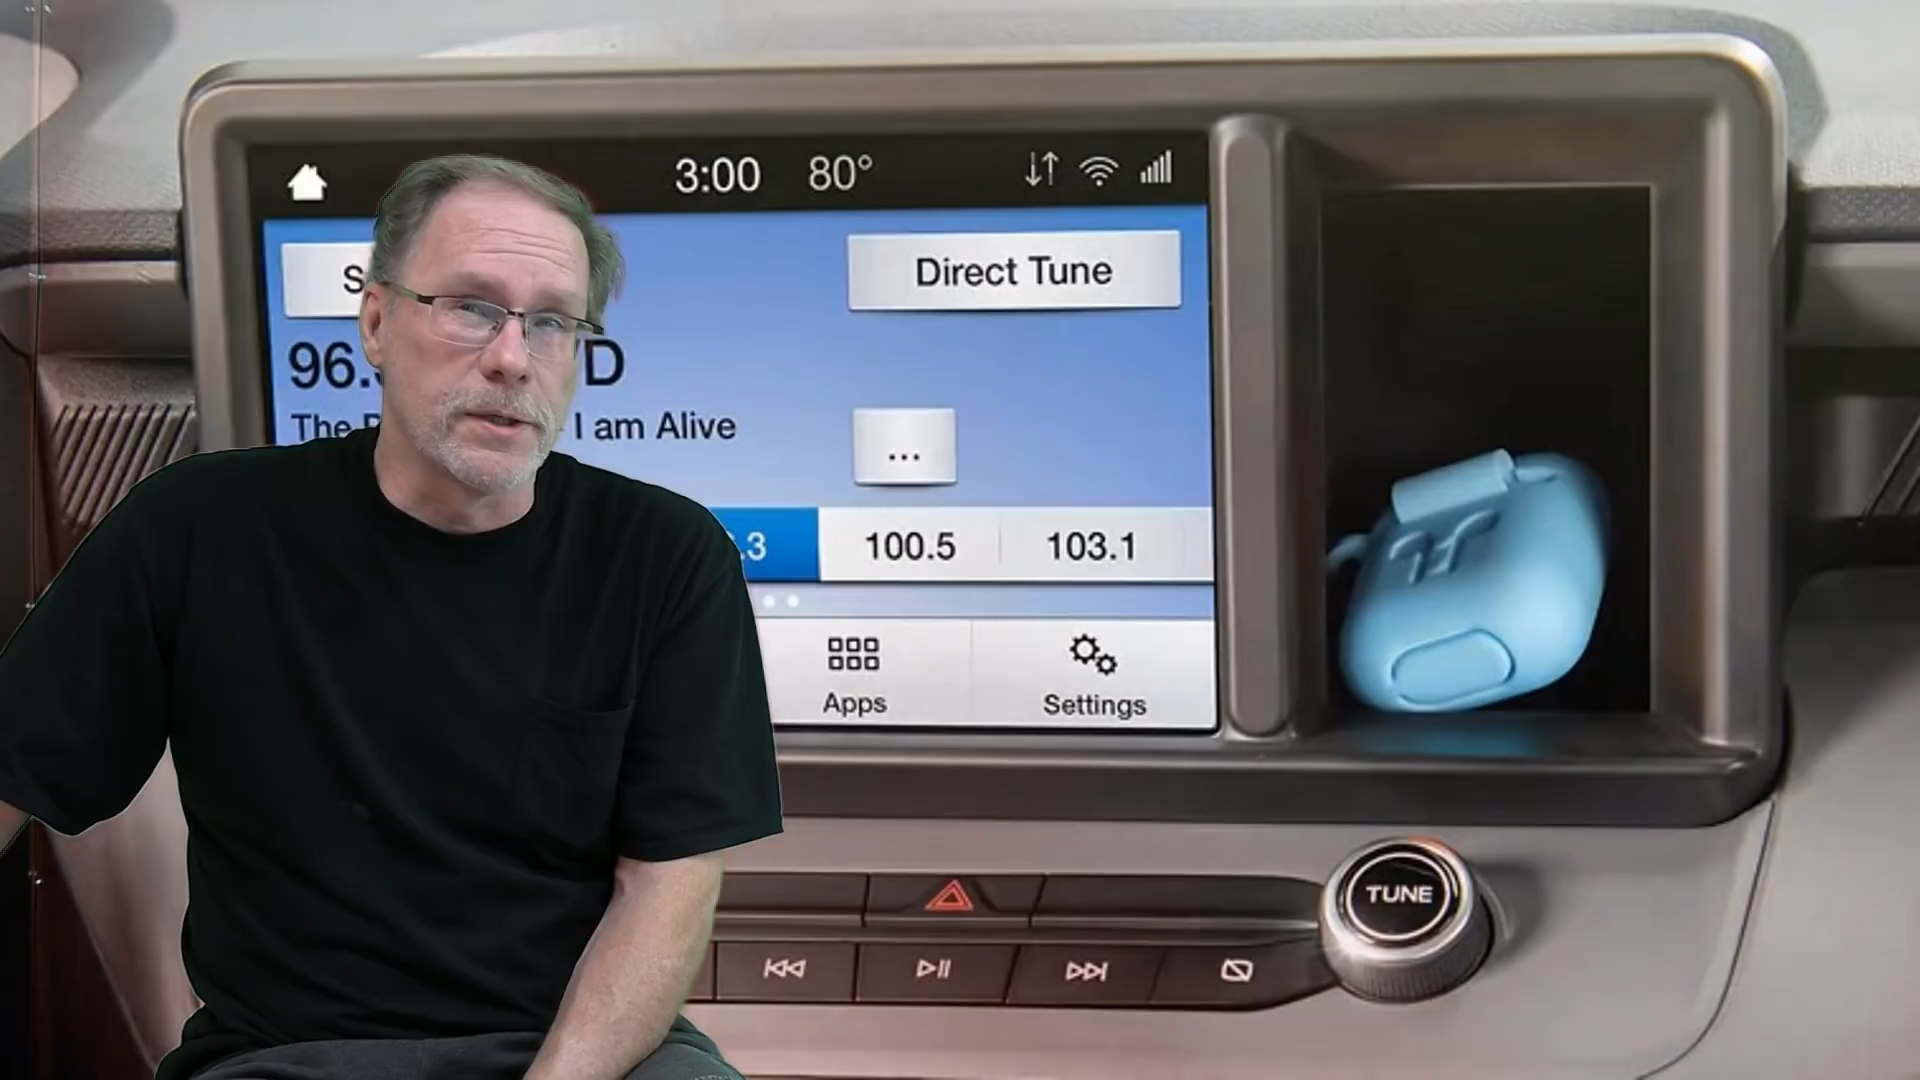 3:00 80°
Direct Tune
96.
The
I am Alive
...
.3 100.5 103.1
Apps Settings
TUNE